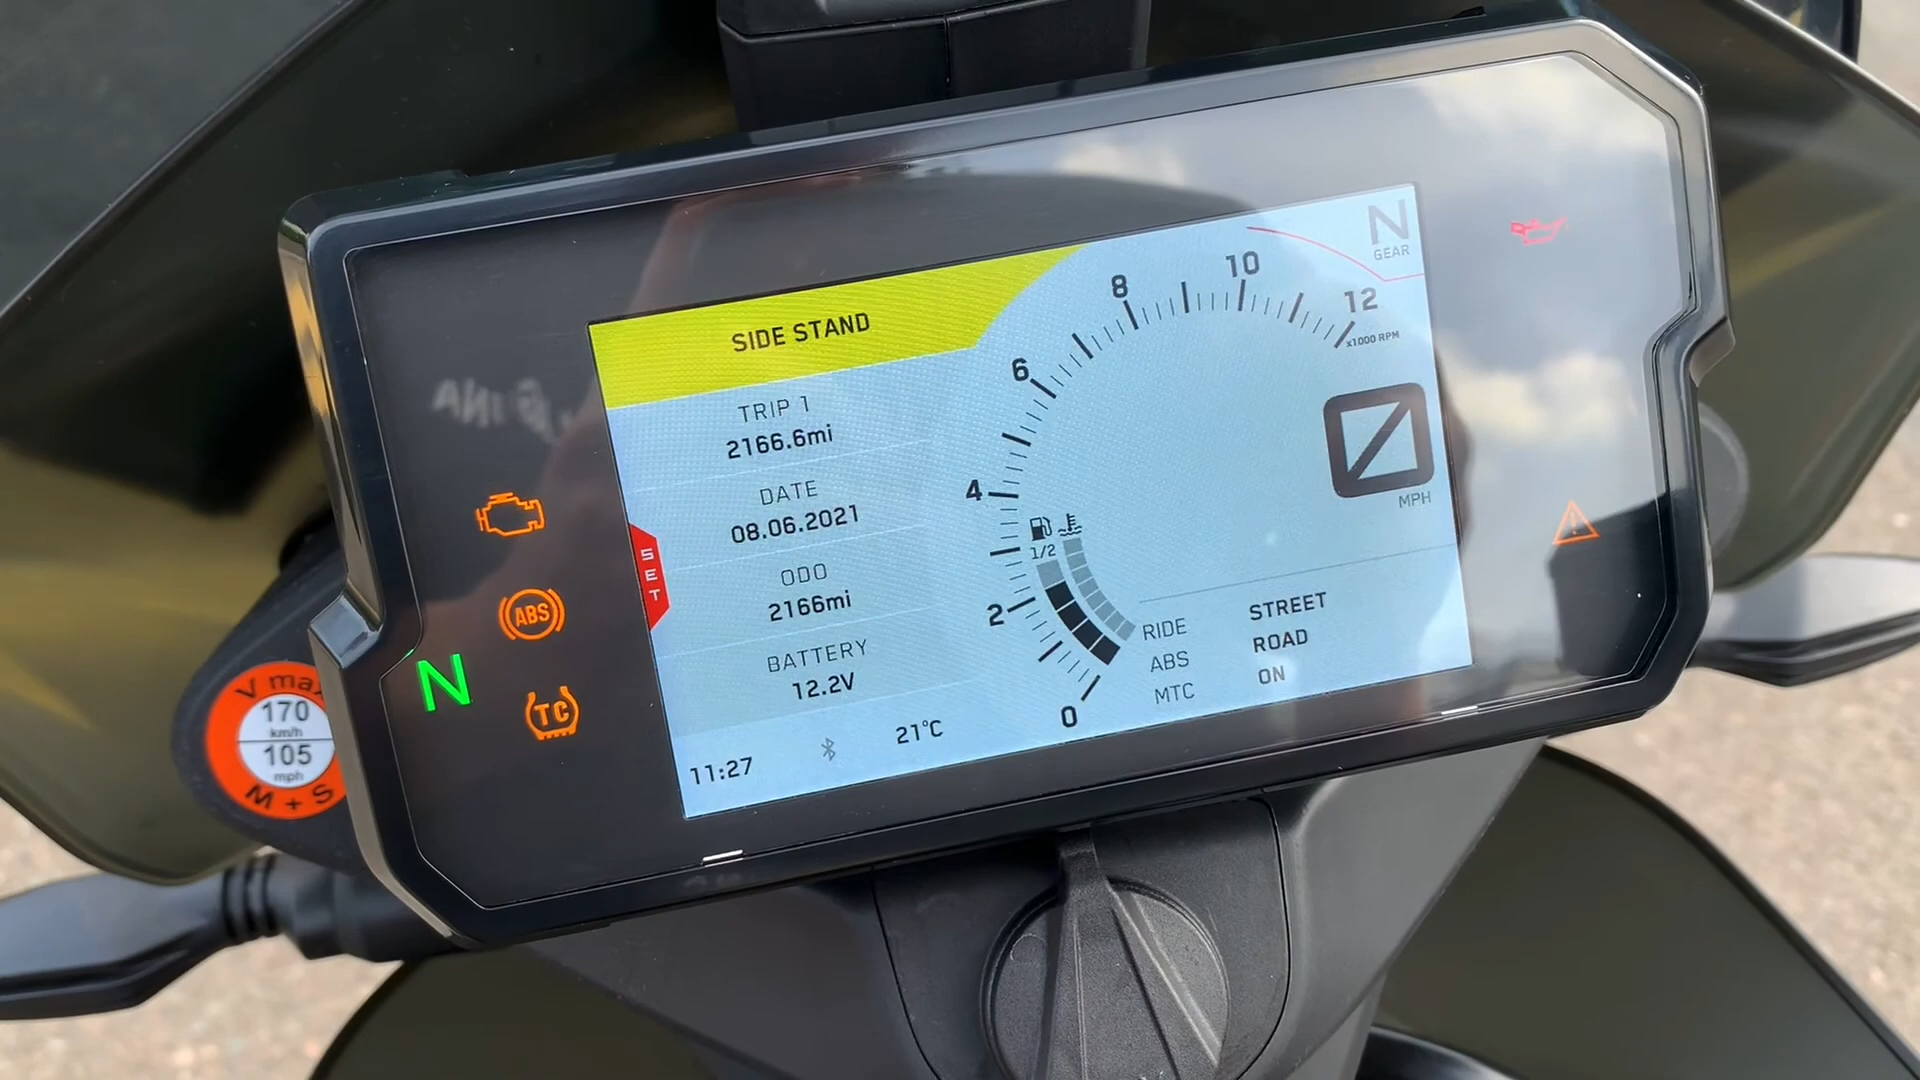 SIDE STAND
TRIP 1
2166.6mi
DATE
08.06.2021
ODO
2166mi
BATTERY
12.2V
11:27
21°C
SET
N
GEAR
0
2
4
6
8
10
12
x1000 RPM
1/2
0
MPH
RIDE STREET
ABS ROAD
MTC ON
ABS
N
TC
V max
170
km/h
105
mph
M + S